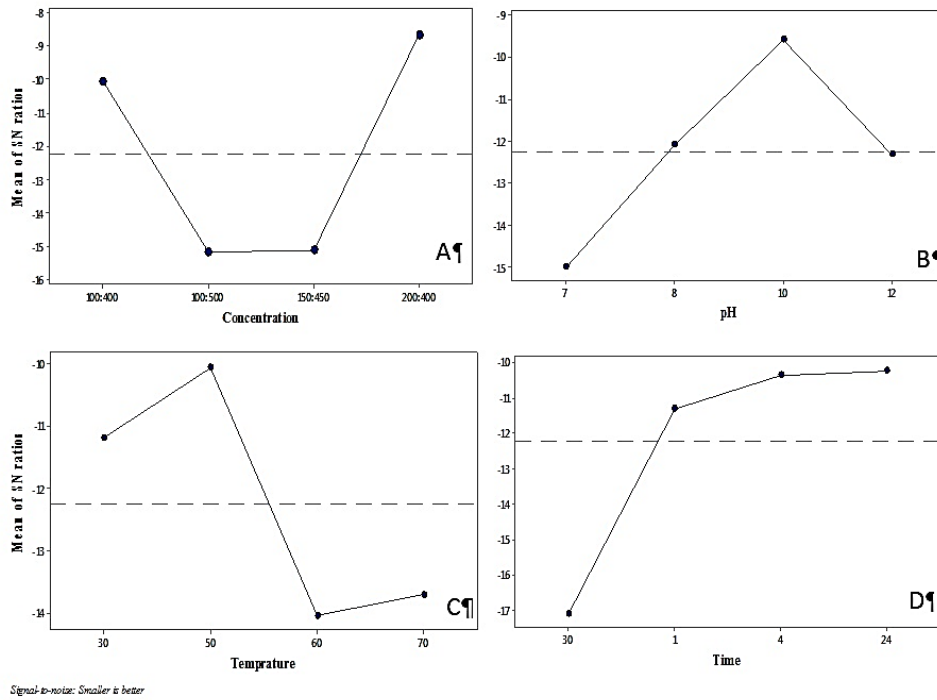 Mean of SN ratios
-8
-9
-10
-11
-12
-13
-14
-15
-16
100:400 100:500 150:450 200:400
Concentration
A¶
-9
-10
-11
-12
-13
-14
-15
7 8 10 12
pH
B¶
Mean of SN ratios
-10
-11
-12
-13
-14
30 50 60 70
Temprature
C¶
-10
-11
-12
-13
-14
-15
-16
-17
30 1 4 24
Time
D¶
Signal-to-noise: Smaller is better